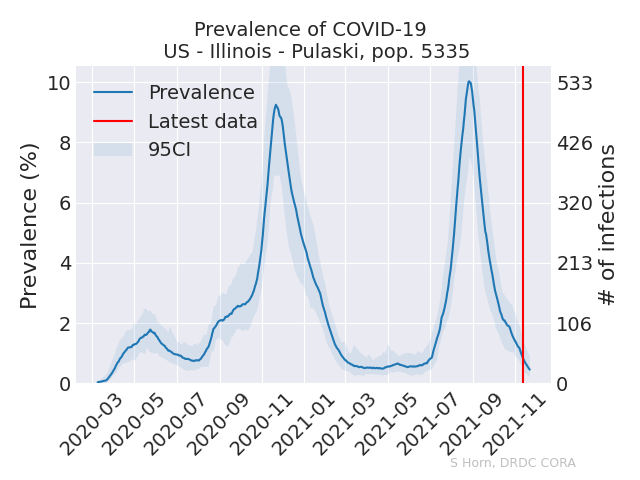 Prevalence of COVID-19
US - Illinois - Pulaski, pop. 5335
Prevalence
Latest data
95CI
Prevalence (%)
10
8
6
4
2
0
533
426
320
213
106
0
# of infections
2020-03
2020-05
2020-07
2020-09
2020-11
2021-01
2021-03
2021-05
2021-07
2021-09
2021-11
S Horn, DRDC CORA